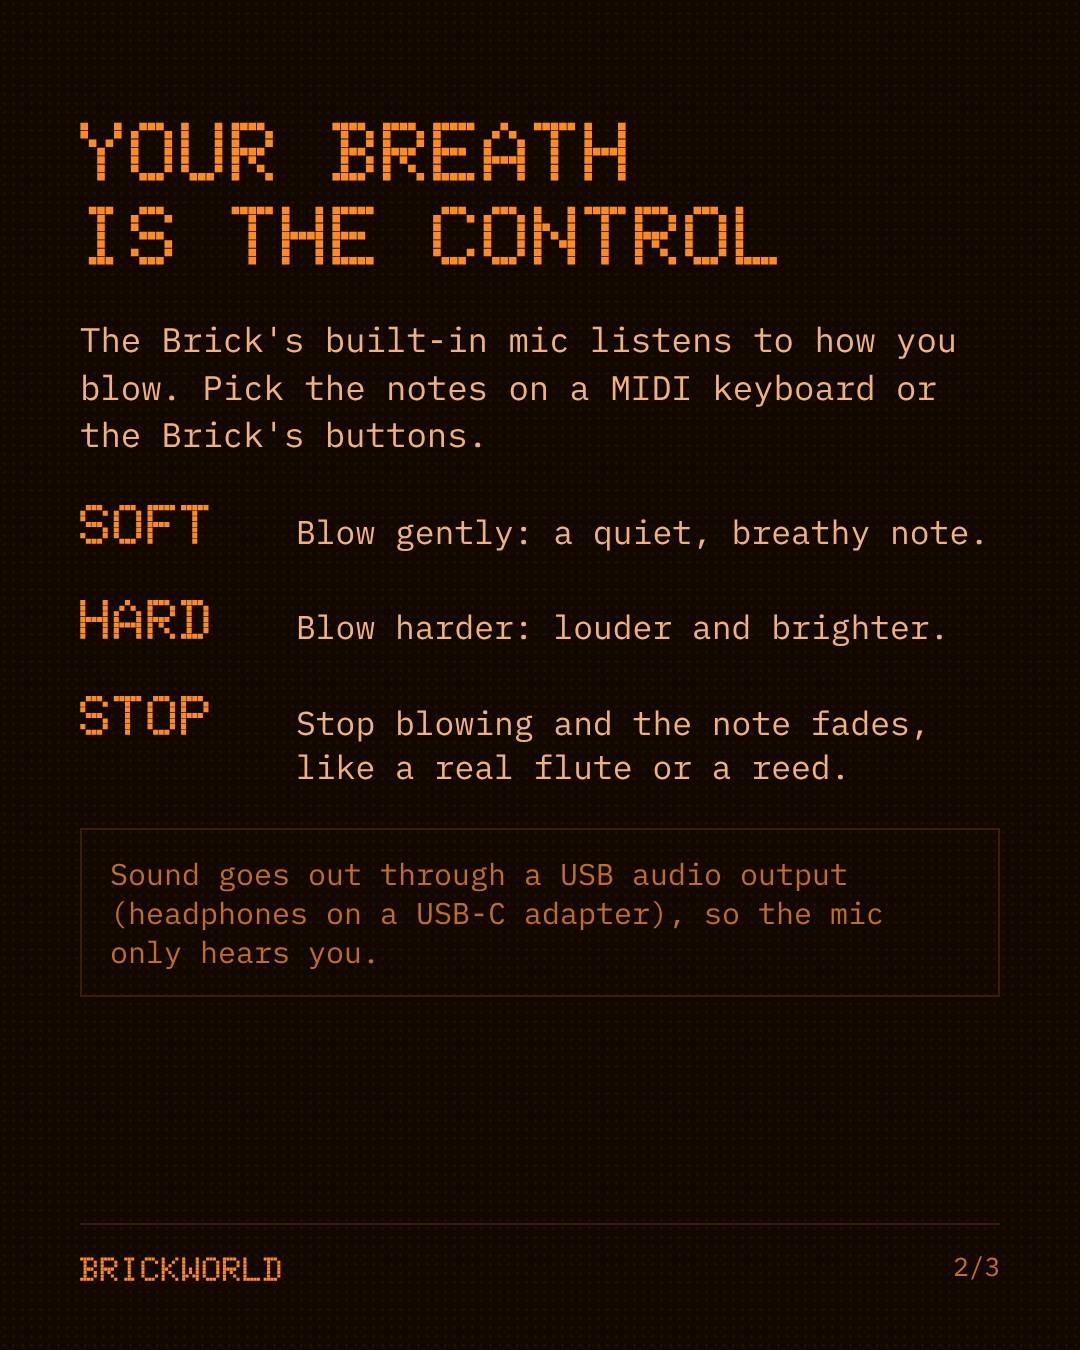 YOUR BREATH
IS THE CONTROL
The Brick's built-in mic listens to how you
blow. Pick the notes on a MIDI keyboard or
the Brick's buttons.
SOFT Blow gently: a quiet, breathy note.
HARD Blow harder: louder and brighter.
STOP Stop blowing and the note fades,
like a real flute or a reed.
Sound goes out through a USB audio output
(headphones on a USB-C adapter), so the mic
only hears you.
BRICKWORLD 2/3